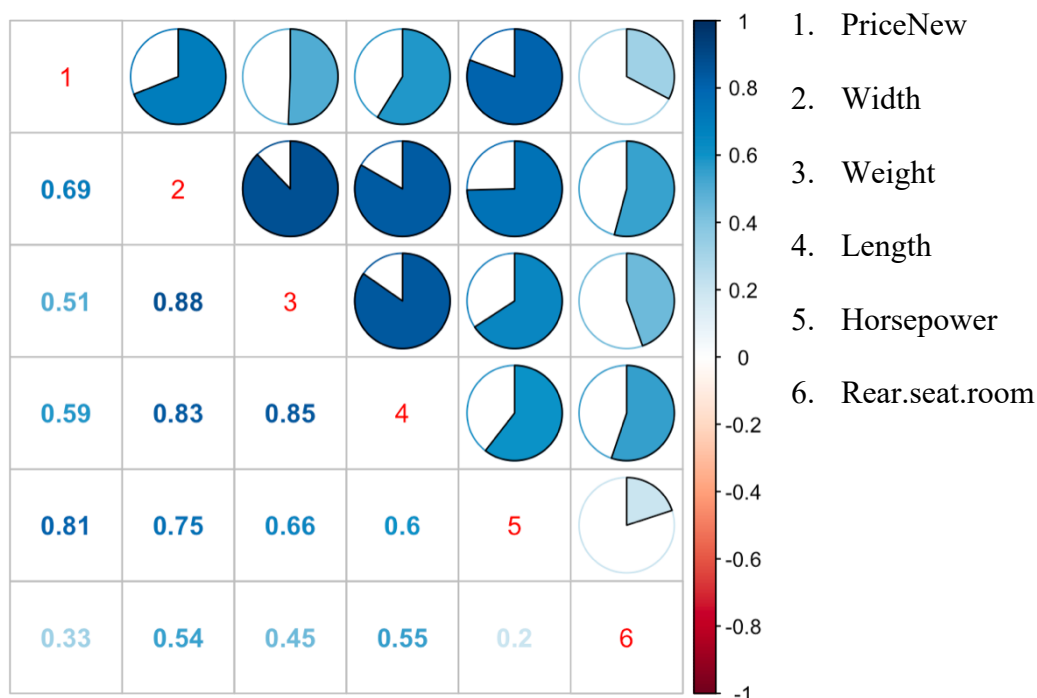 1
0.69 2
0.51 0.88 3
0.59 0.83 0.85 4
0.81 0.75 0.66 0.6 5
0.33 0.54 0.45 0.55 0.2 6
1
0.8
0.6
0.4
0.2
0
-0.2
-0.4
-0.6
-0.8
-1
1. PriceNew
2. Width
3. Weight
4. Length
5. Horsepower
6. Rear.seat.room